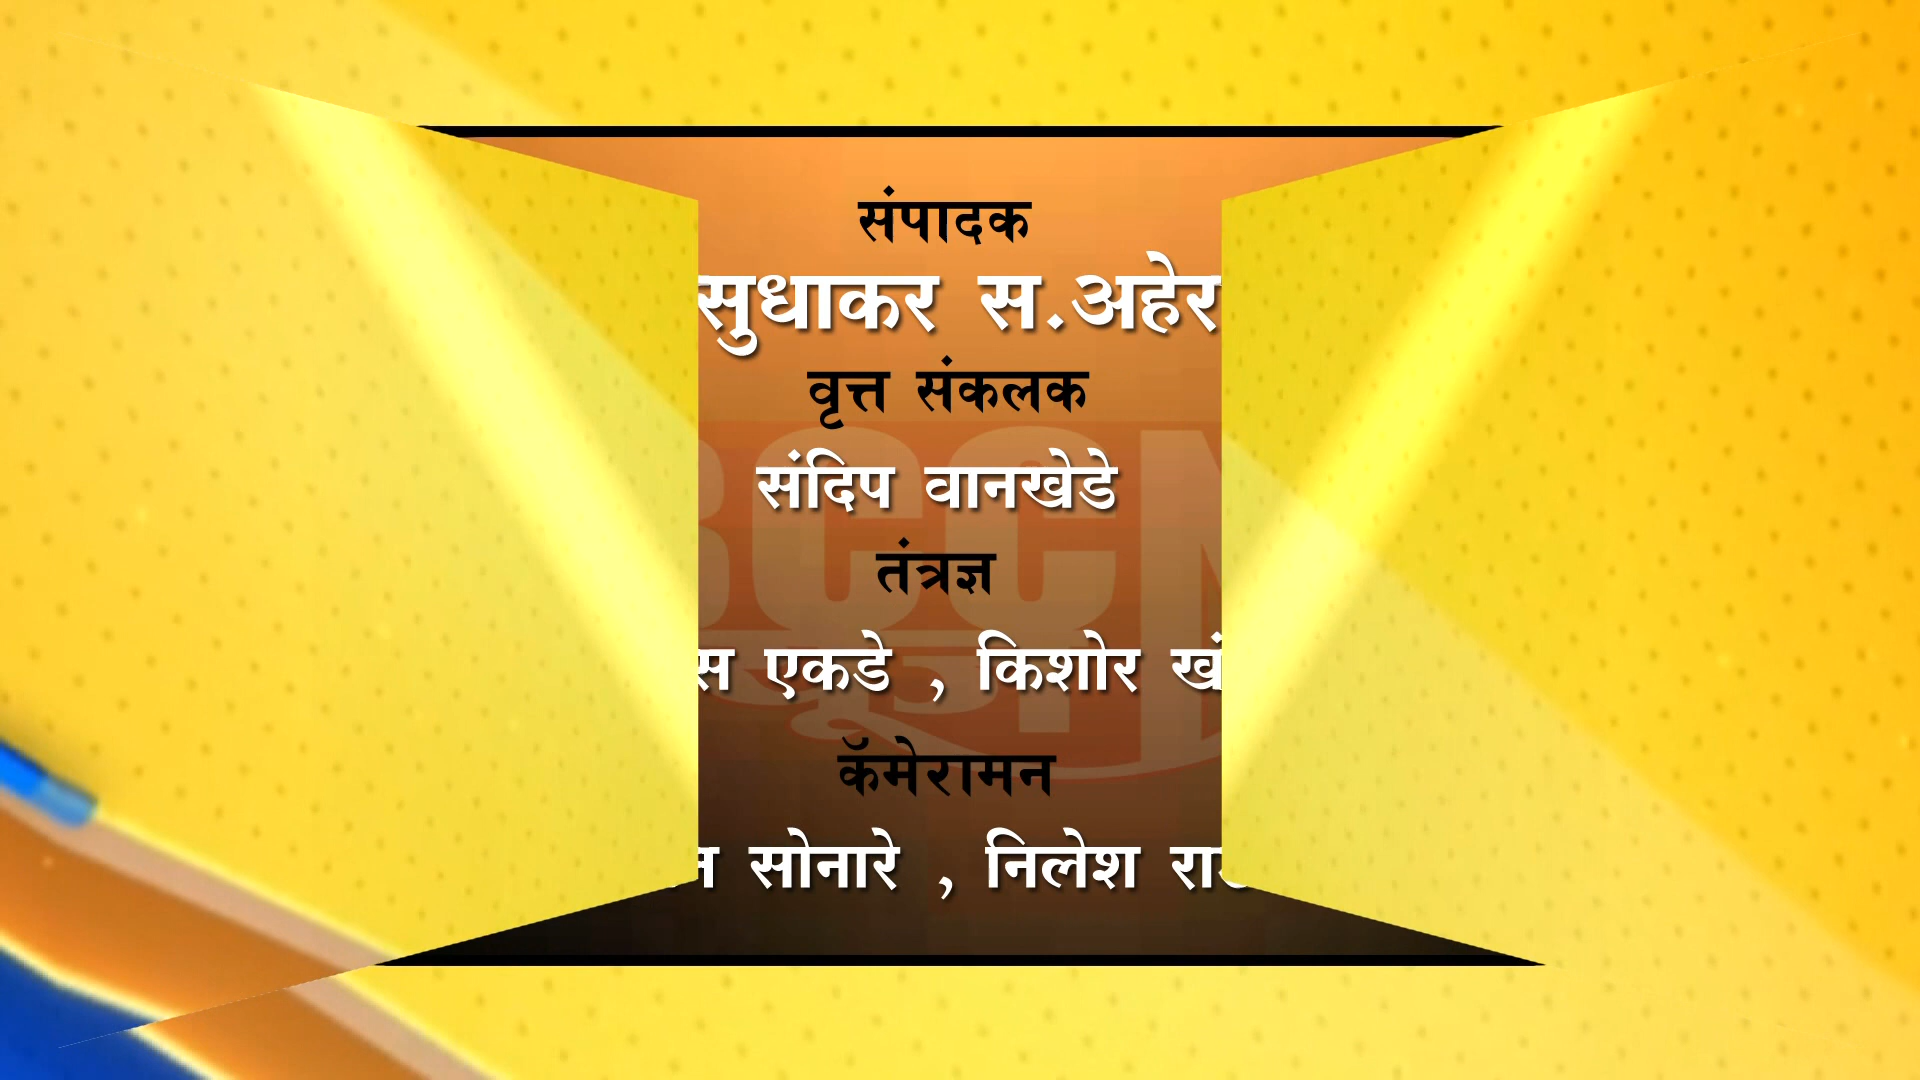 संपादक
सुधाकर स.अहेर
वृत्त संकलक
संदिप वानखेडे
तंत्रज्ञ
एकडे , किशोर
कॅमेरामन
सोनारे , निलेश